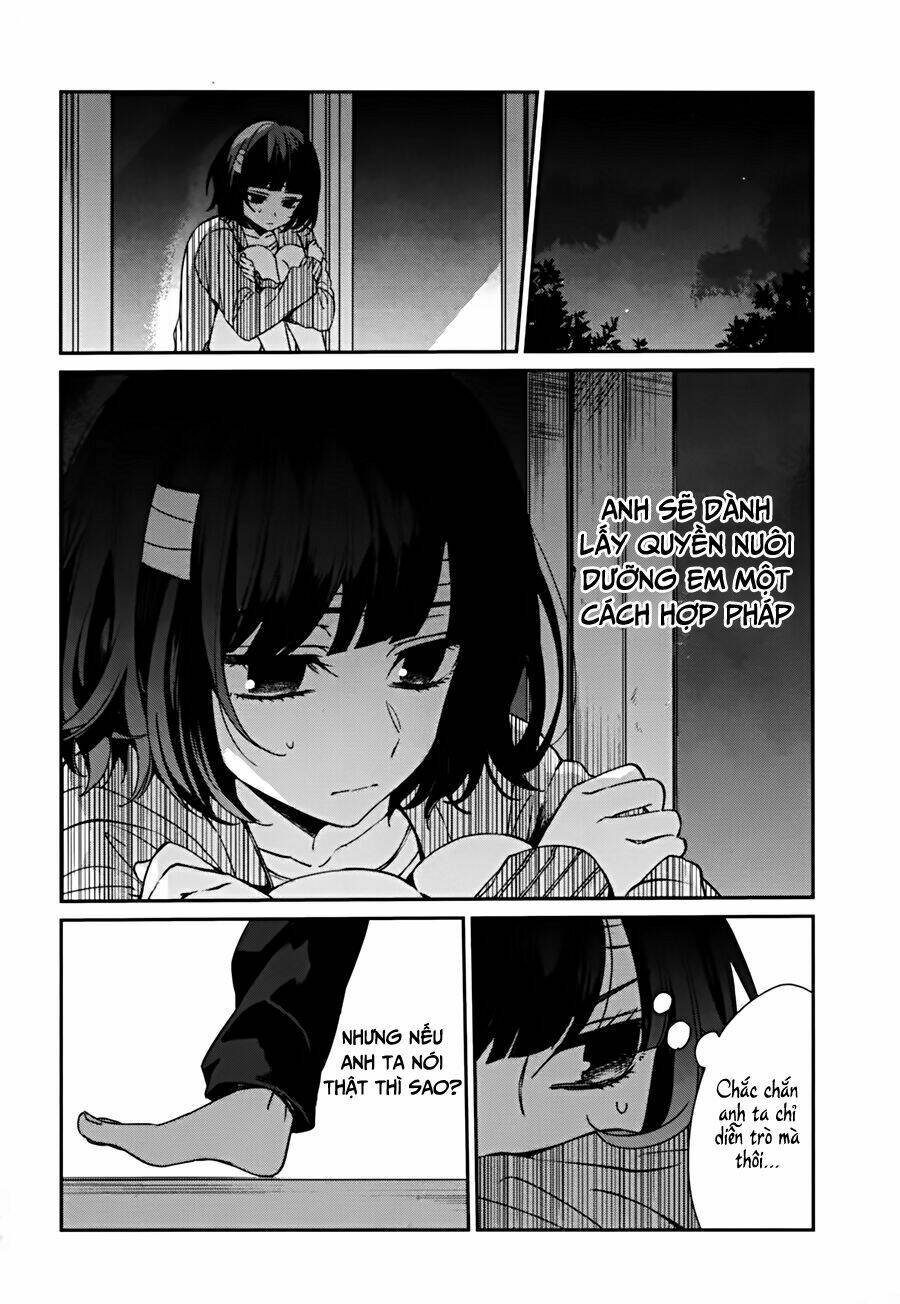 ANH SẼ DÀNH
LẤY QUYỀN NUÔI
DƯỠNG EM MỘT
CÁCH HỢP PHÁP
Chắc chắn
anh ta chỉ
diễn trò mà
thôi...
NHƯNG NẾU
ANH TA NÓI
THẬT THÌ SAO?